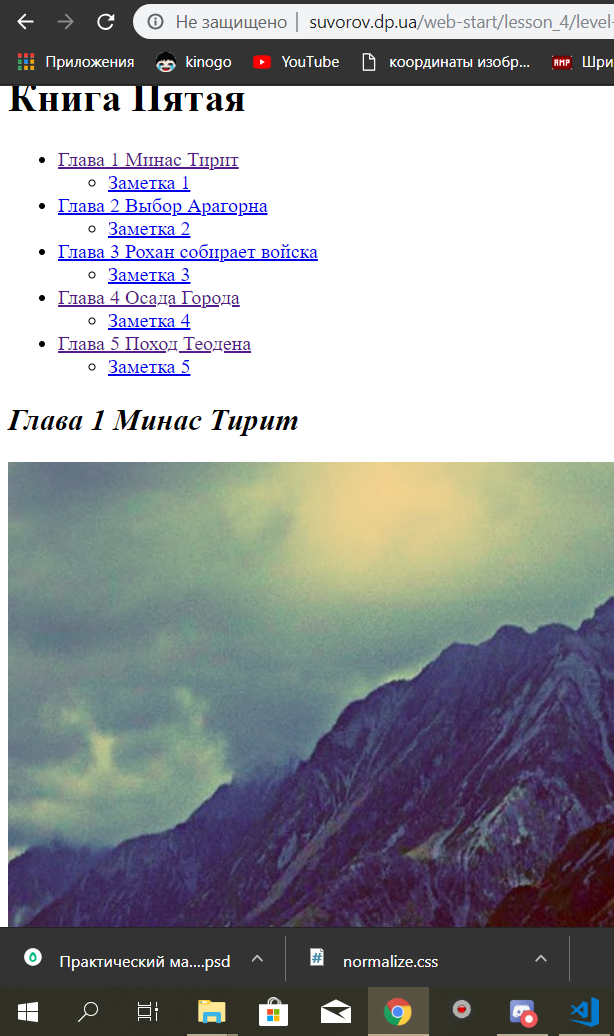 Не защищено | suvorov.dp.ua/web-start/lesson_4/level-
Приложения kinogo YouTube координаты изобр... AMP Шри
Книга Пятая
Глава 1 Минас Тирит
Заметка 1
Глава 2 Выбор Арагорна
Заметка 2
Глава 3 Рохан собирает войска
Заметка 3
Глава 4 Осада Города
Заметка 4
Глава 5 Поход Теодена
Заметка 5
Глава 1 Минас Тирит
Практический ма....psd normalize.css